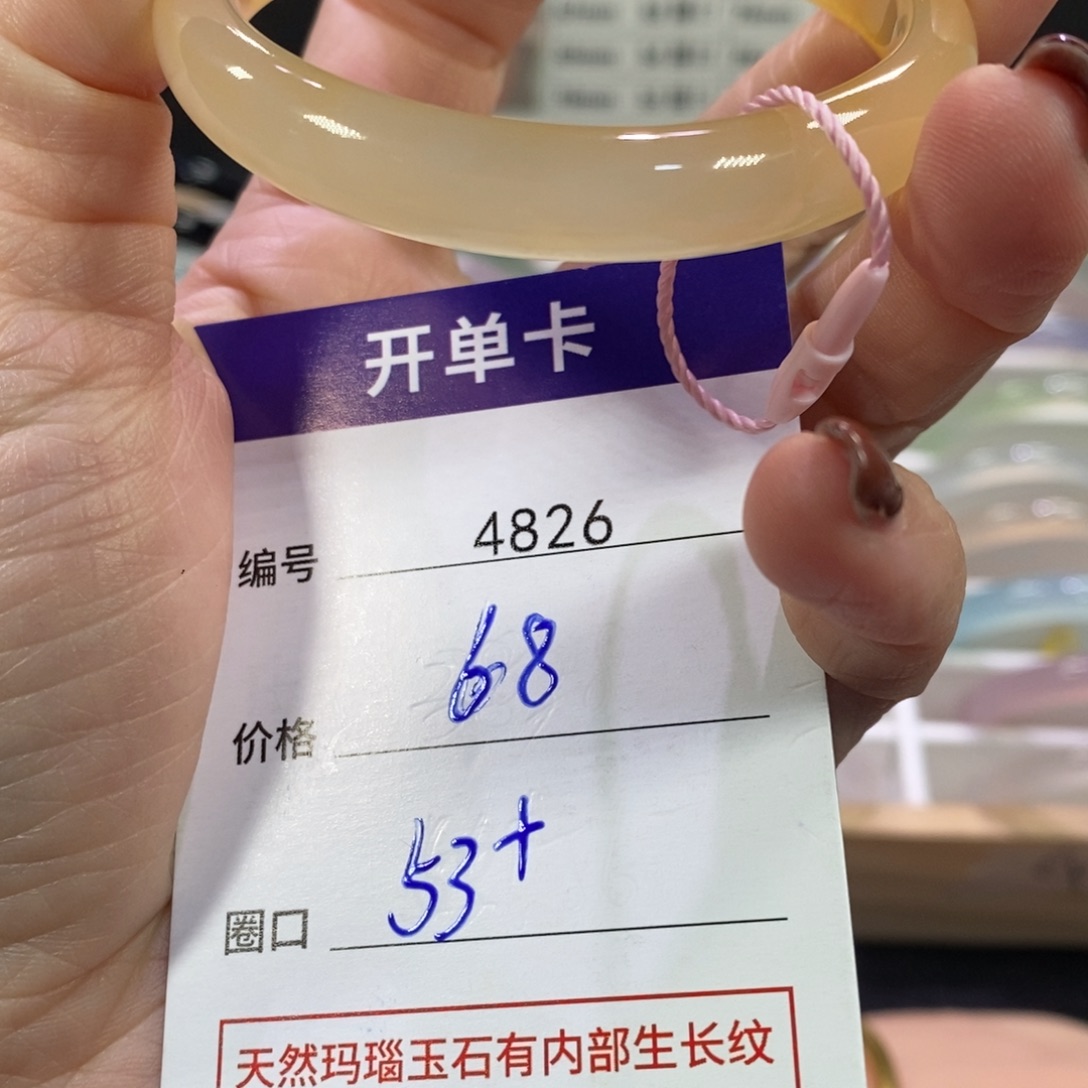 开单卡
编号 4826
价格 68
圈口 53+
天然玛瑙玉石有内部生长纹